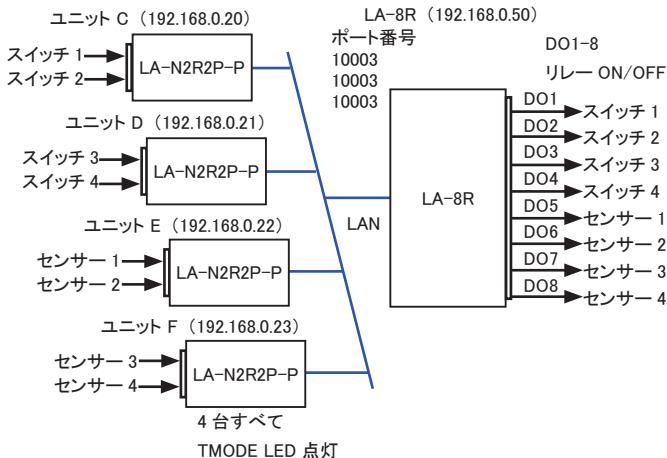 ユニット C (192.168.0.20)
スイッチ 1
スイッチ 2
LA-N2R2P-P
ユニット D (192.168.0.21)
スイッチ 3
スイッチ 4
LA-N2R2P-P
ユニット E (192.168.0.22)
センサー 1
センサー 2
LA-N2R2P-P
ユニット F (192.168.0.23)
センサー 3
センサー 4
LA-N2R2P-P
4 台すべて
TMODE LED 点灯
LAN
LA-8R (192.168.0.50)
ポート番号
10003
10003
10003
LA-8R
DO1-8
リレー ON/OFF
DO1 スイッチ 1
DO2 スイッチ 2
DO3 スイッチ 3
DO4 スイッチ 4
DO5 センサー 1
DO6 センサー 2
DO7 センサー 3
DO8 センサー 4